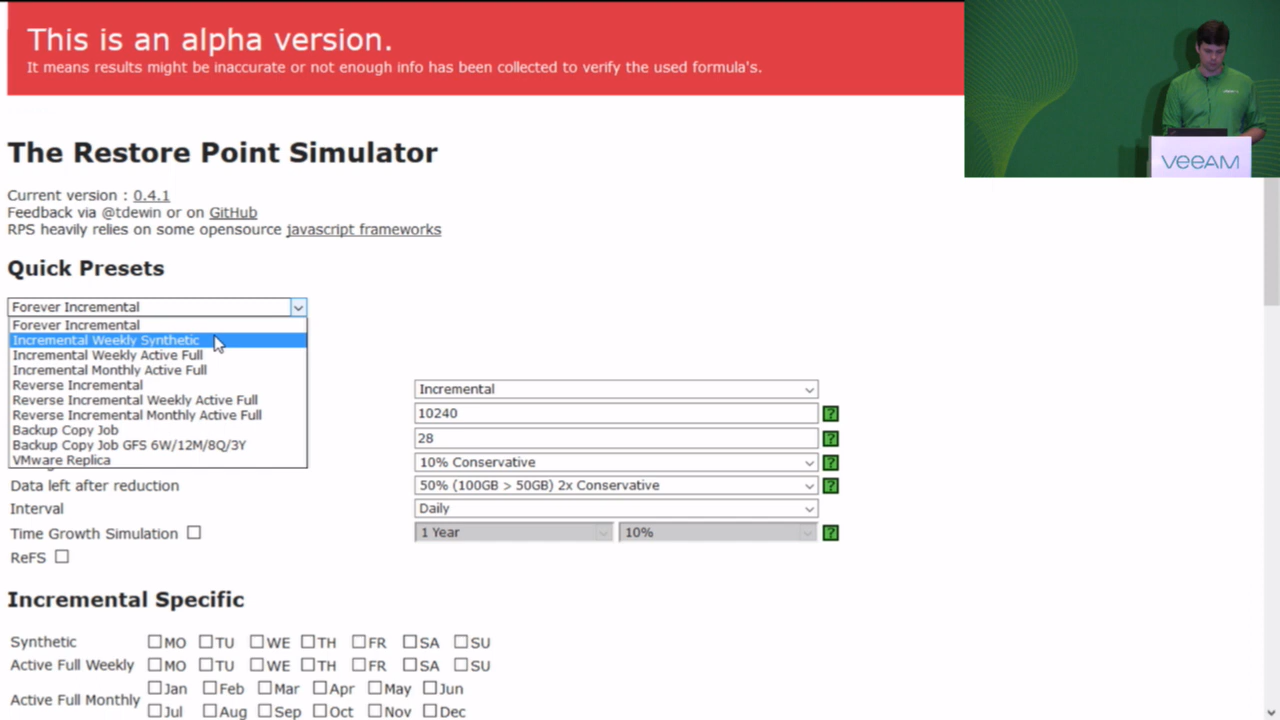 This is an alpha version.
It means results might be inaccurate or not enough info has been collected to verify the used formula's.
VEEAM
The Restore Point Simulator
Current version : 0.4.1
Feedback via @tdewin or on GitHub
RPS heavily relies on some opensource javascript frameworks
Quick Presets
Forever Incremental
Forever Incremental
Incremental Weekly Synthetic
Incremental Weekly Active Full
Incremental Monthly Active Full
Reverse Incremental
Reverse Incremental Weekly Active Full
Reverse Incremental Monthly Active Full
Backup Copy Job
Backup Copy Job GFS 6W/12M/8Q/3Y
VMware Replica
Incremental
10240 ?
28 ?
10% Conservative ?
Data left after reduction 50% (100GB > 50GB) 2x Conservative ?
Interval Daily
Time Growth Simulation 1 Year 10% ?
ReFS
Incremental Specific
Synthetic MO TU WE TH FR SA SU
Active Full Weekly MO TU WE TH FR SA SU
Active Full Monthly Jan Feb Mar Apr May Jun
Jul Aug Sep Oct Nov Dec